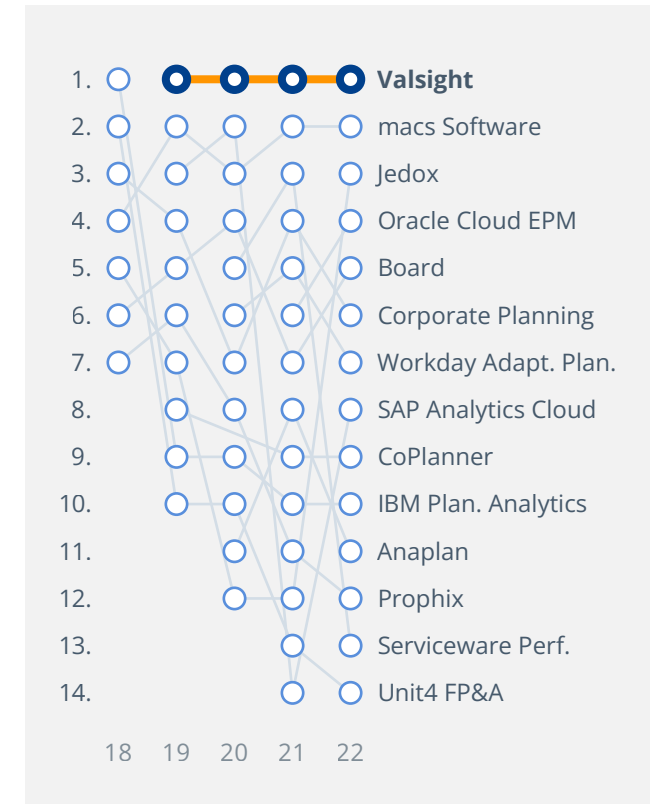 1. Valsight
2. macs Software
3. Jedox
4. Oracle Cloud EPM
5. Board
6. Corporate Planning
7. Workday Adapt. Plan.
8. SAP Analytics Cloud
9. CoPlanner
10. IBM Plan. Analytics
11. Anaplan
12. Prophix
13. Serviceware Perf.
14. Unit4 FP&A
18 19 20 21 22